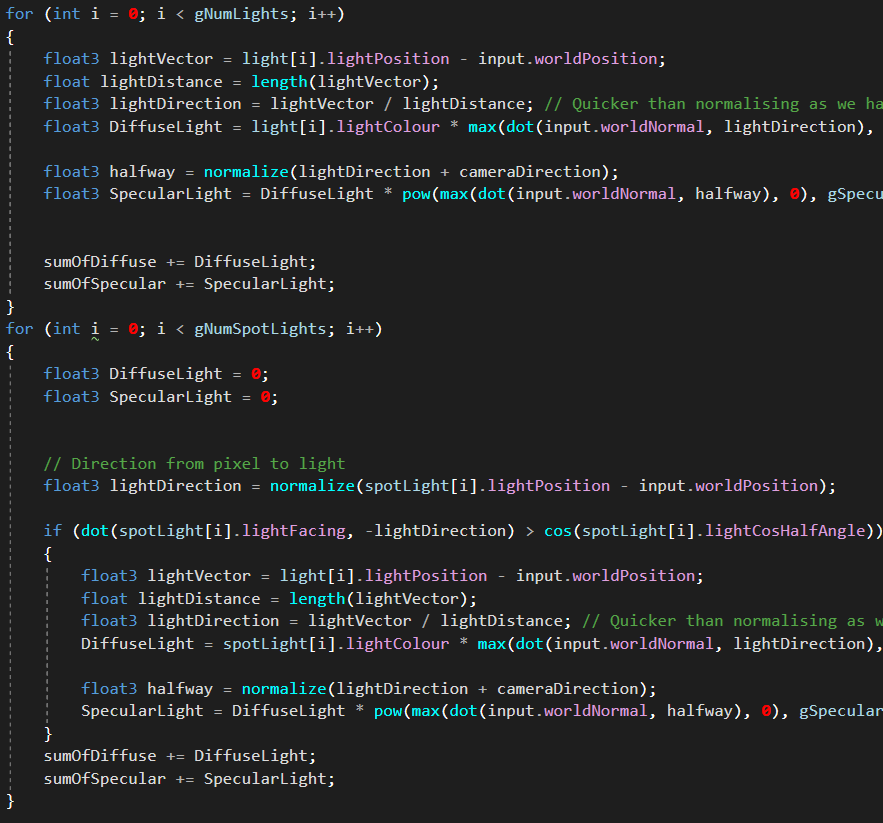 for (int i = 0; i < gNumLights; i++)
{
float3 lightVector = light[i].lightPosition - input.worldPosition;
float lightDistance = length(lightVector);
float3 lightDirection = lightVector / lightDistance; // Quicker than normalising as we ha
float3 DiffuseLight = light[i].lightColour * max(dot(input.worldNormal, lightDirection),
float3 halfway = normalize(lightDirection + cameraDirection);
float3 SpecularLight = DiffuseLight * pow(max(dot(input.worldNormal, halfway), 0), gSpecu
sumOfDiffuse += DiffuseLight;
sumOfSpecular += SpecularLight;
}
for (int i = 0; i < gNumSpotLights; i++)
{
float3 DiffuseLight = 0;
float3 SpecularLight = 0;
// Direction from pixel to light
float3 lightDirection = normalize(spotLight[i].lightPosition - input.worldPosition);
if (dot(spotLight[i].lightFacing, -lightDirection) > cos(spotLight[i].lightCosHalfAngle))
{
float3 lightVector = light[i].lightPosition - input.worldPosition;
float lightDistance = length(lightVector);
float3 lightDirection = lightVector / lightDistance; // Quicker than normalising as w
DiffuseLight = spotLight[i].lightColour * max(dot(input.worldNormal, lightDirection),
float3 halfway = normalize(lightDirection + cameraDirection);
SpecularLight = DiffuseLight * pow(max(dot(input.worldNormal, halfway), 0), gSpecular
}
sumOfDiffuse += DiffuseLight;
sumOfSpecular += SpecularLight;
}